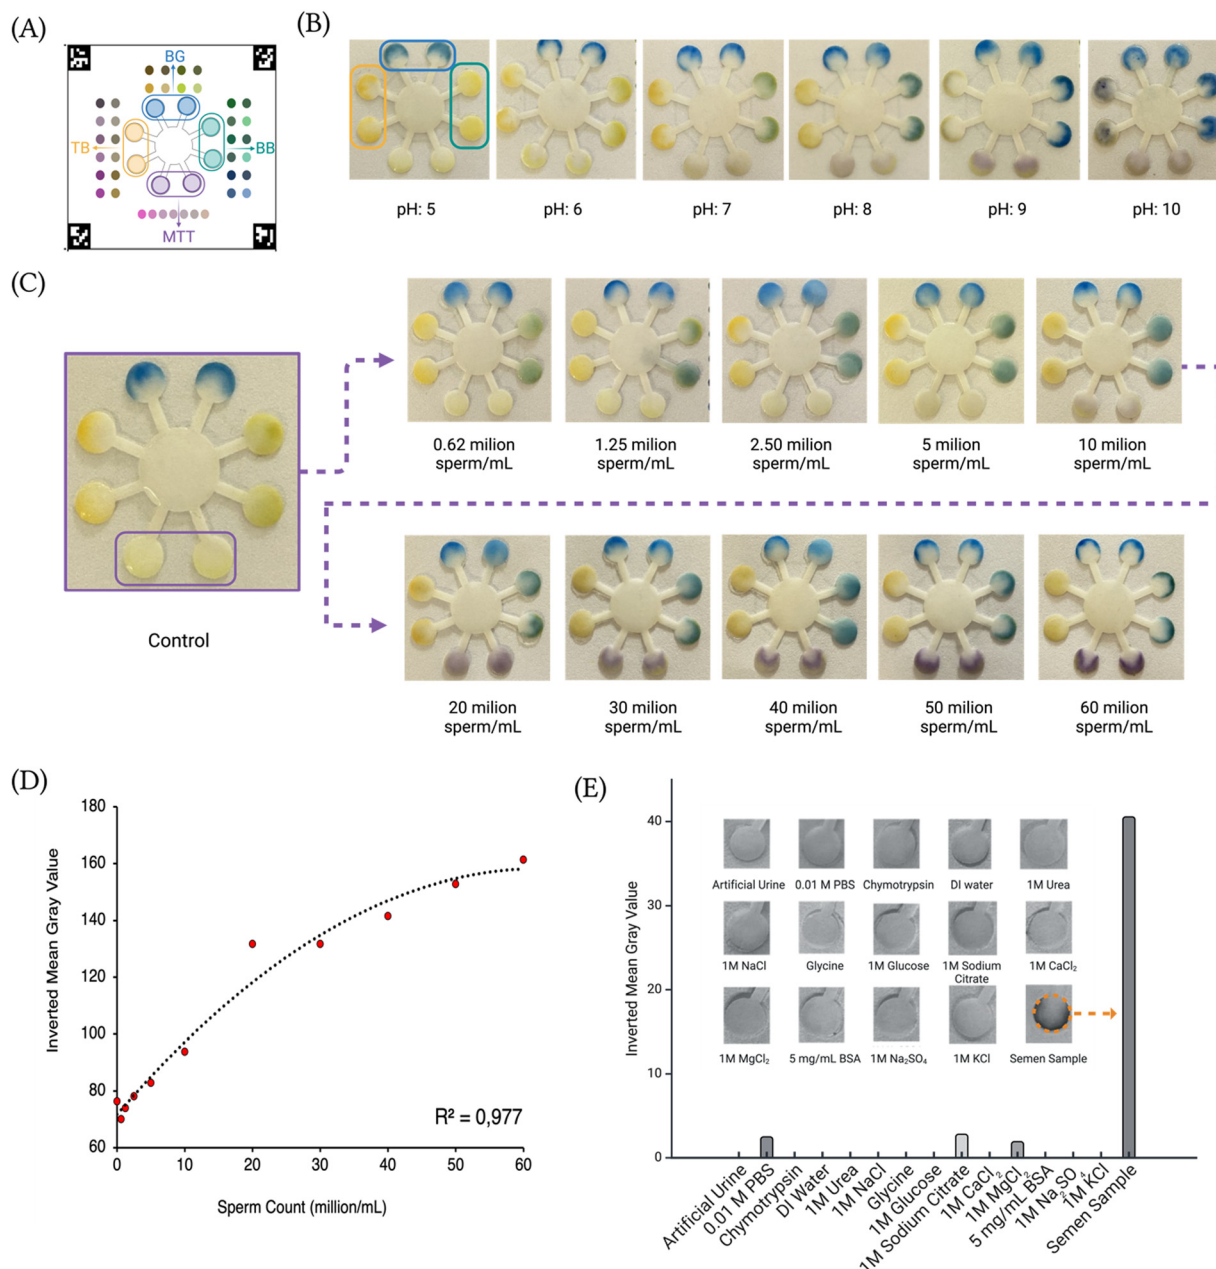 (A)
BG
TB
BB
MTT
(B)
pH: 5
pH: 6
pH: 7
pH: 8
pH: 9
pH: 10
(C)
Control
0.62 milion
sperm/mL
1.25 milion
sperm/mL
2.50 milion
sperm/mL
5 milion
sperm/mL
10 milion
sperm/mL
20 milion
sperm/mL
30 milion
sperm/mL
40 milion
sperm/mL
50 milion
sperm/mL
60 milion
sperm/mL
(D)
Inverted Mean Gray Value
180
160
140
120
100
80
60
R² = 0,977
0
10
20
30
40
50
60
Sperm Count (million/mL)
(E)
Inverted Mean Gray Value
40
30
20
10
0
Artificial Urine
0.01 M PBS
Chymotrypsin
DI water
1M Urea
1M NaCl
Glycine
1M Glucose
1M Sodium
Citrate
1M CaCl₂
1M MgCl₂
5 mg/mL BSA
1M Na₂SO₄
1M KCl
Semen Sample
Artificial Urine
0.01 M PBS
Chymotrypsin
DI Water
1M Urea
1M NaCl
Glycine
1M Glucose
1M Sodium Citrate
1M CaCl₂
1M MgCl₂
5 mg/mL BSA
1M Na₂SO₄
1M KCl
Semen Sample